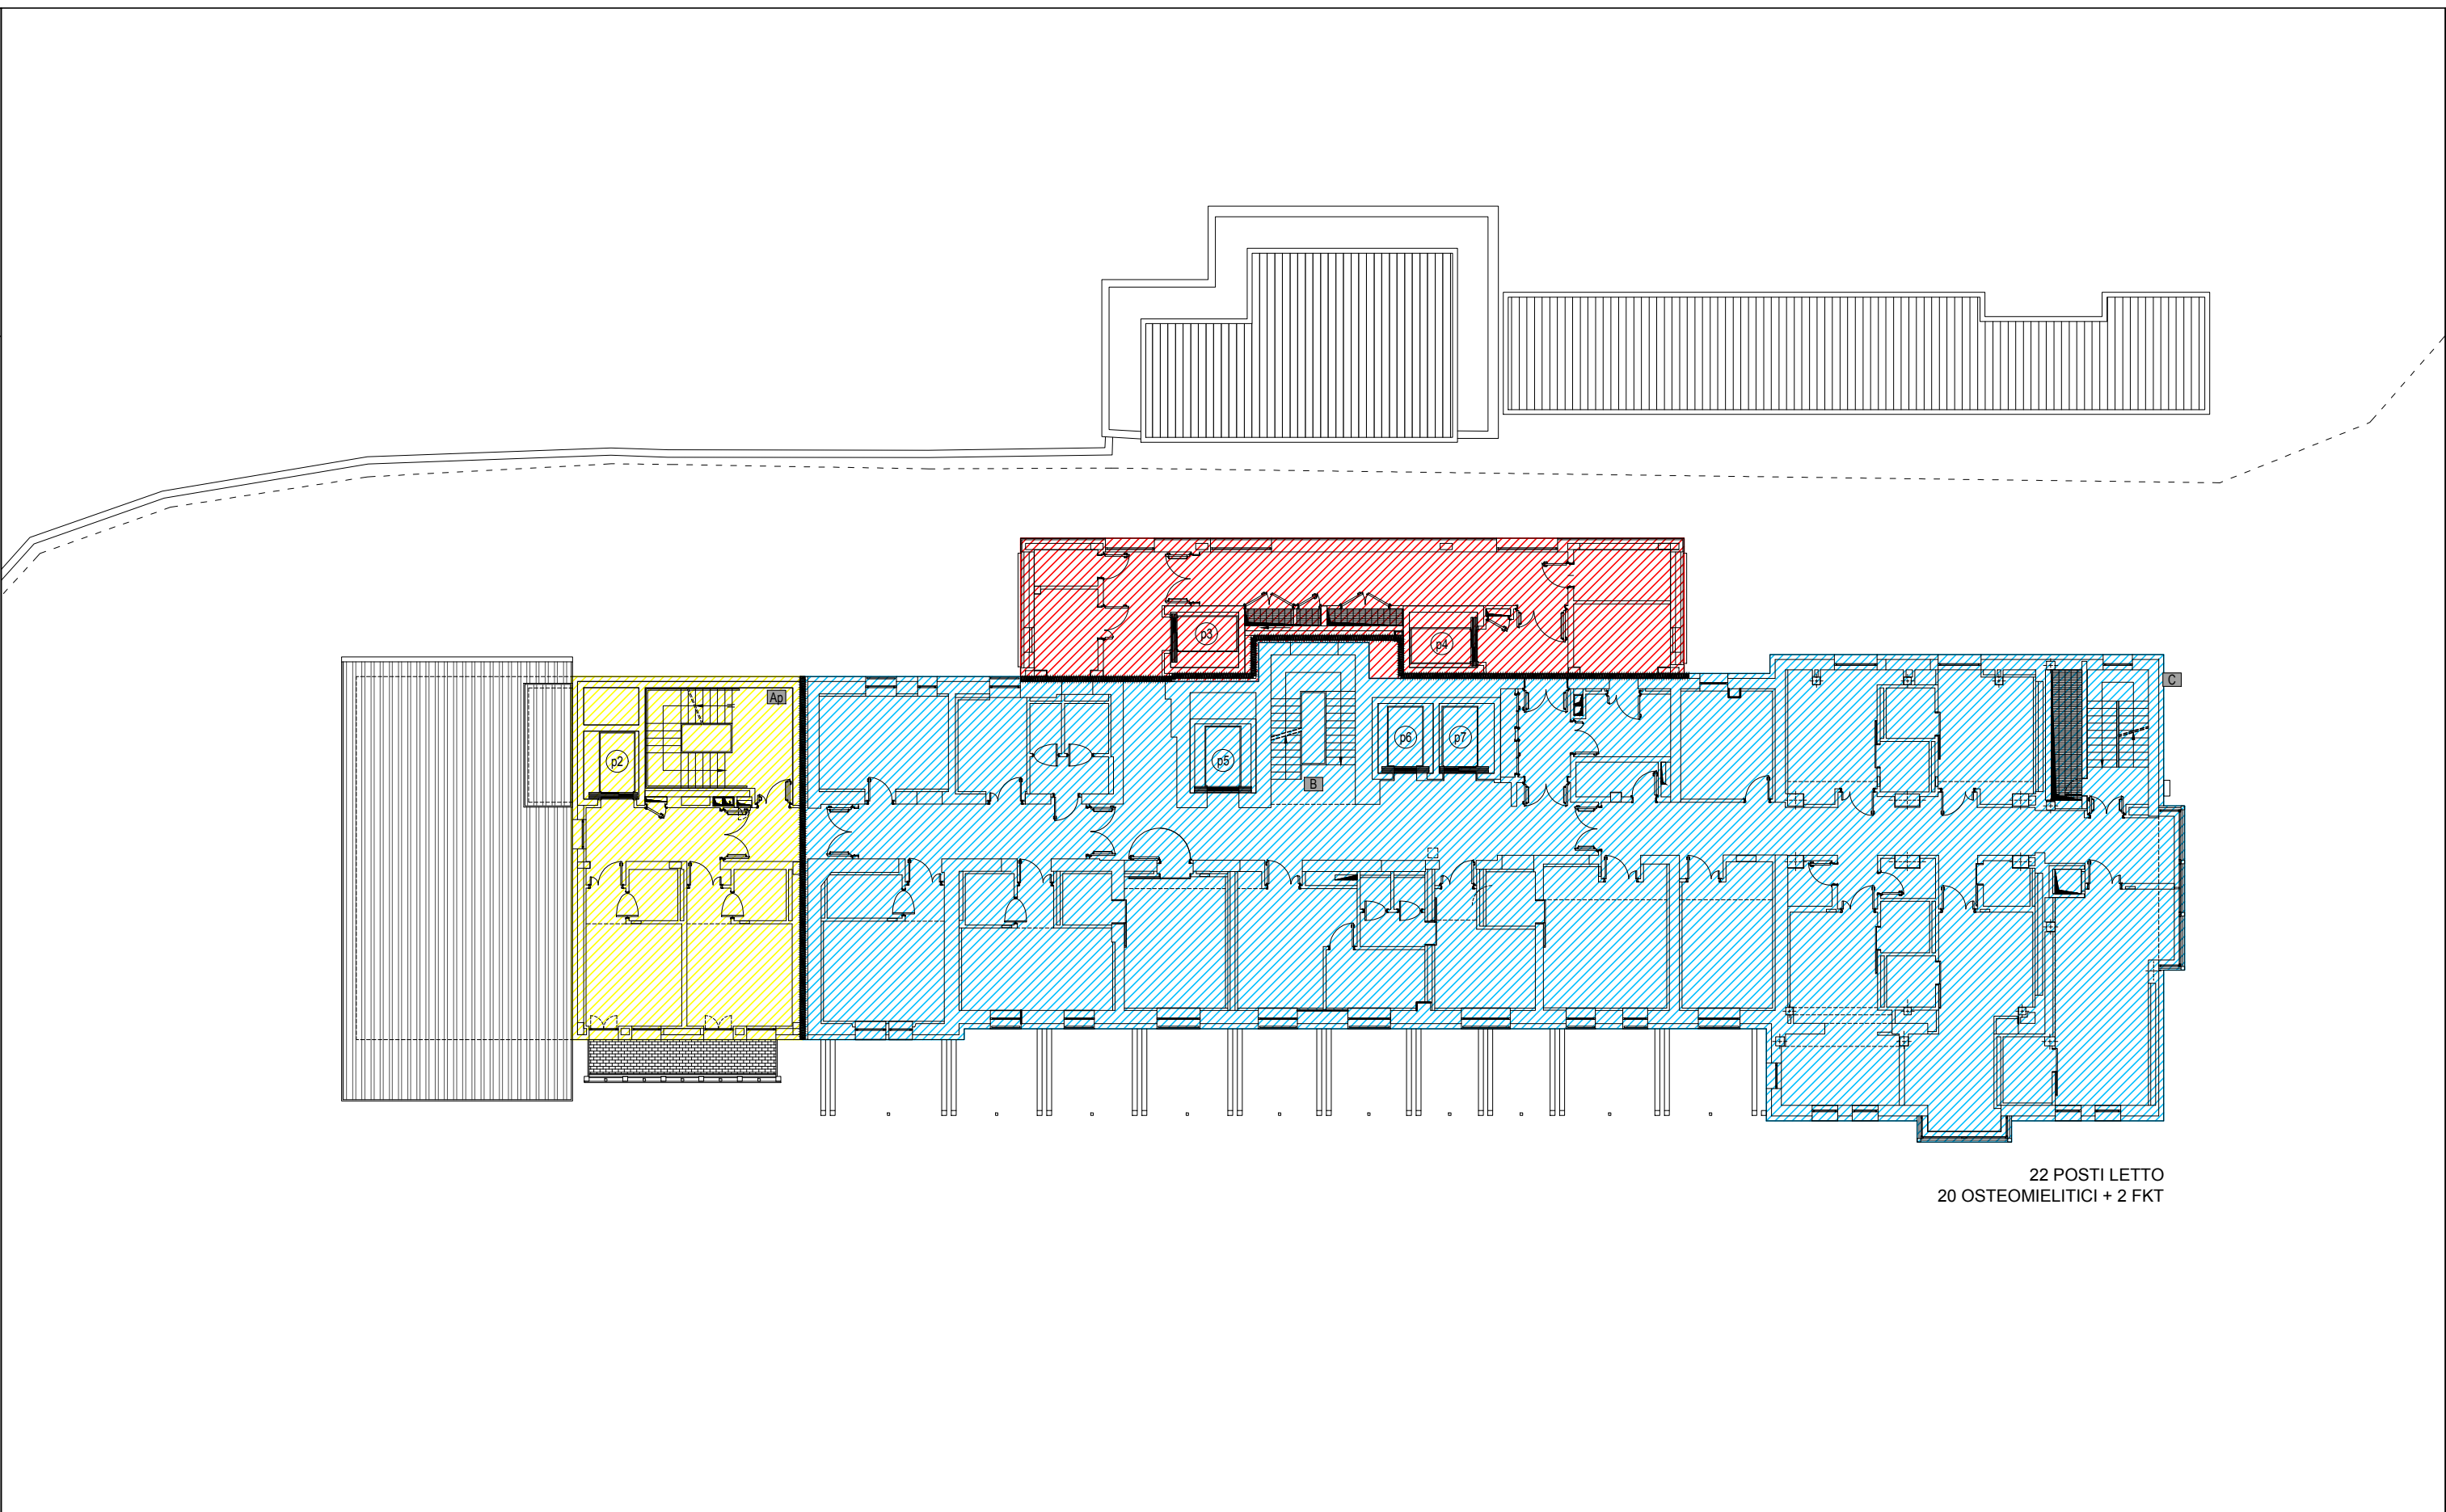 p3
p4
C
Ap
p6
p7
p2
p5
B
22 POSTI LETTO
20 OSTEOMIELITICI + 2 FKT